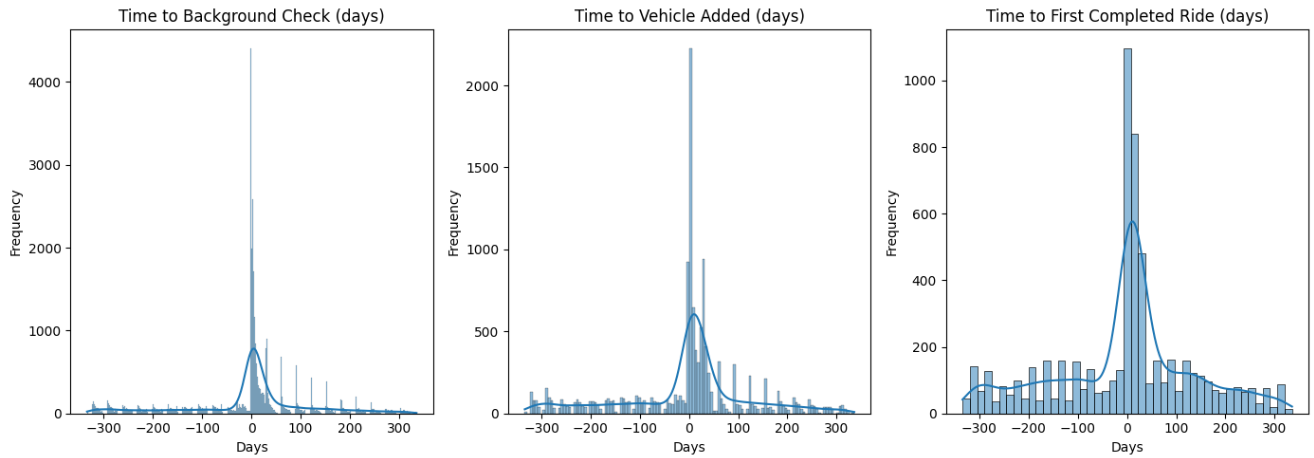 Time to Background Check (days)
Frequency
4000
3000
2000
1000
0
−300 −200 −100 0 100 200 300
Days
Time to Vehicle Added (days)
Frequency
2000
1500
1000
500
0
−300 −200 −100 0 100 200 300
Days
Time to First Completed Ride (days)
Frequency
1000
800
600
400
200
0
−300 −200 −100 0 100 200 300
Days